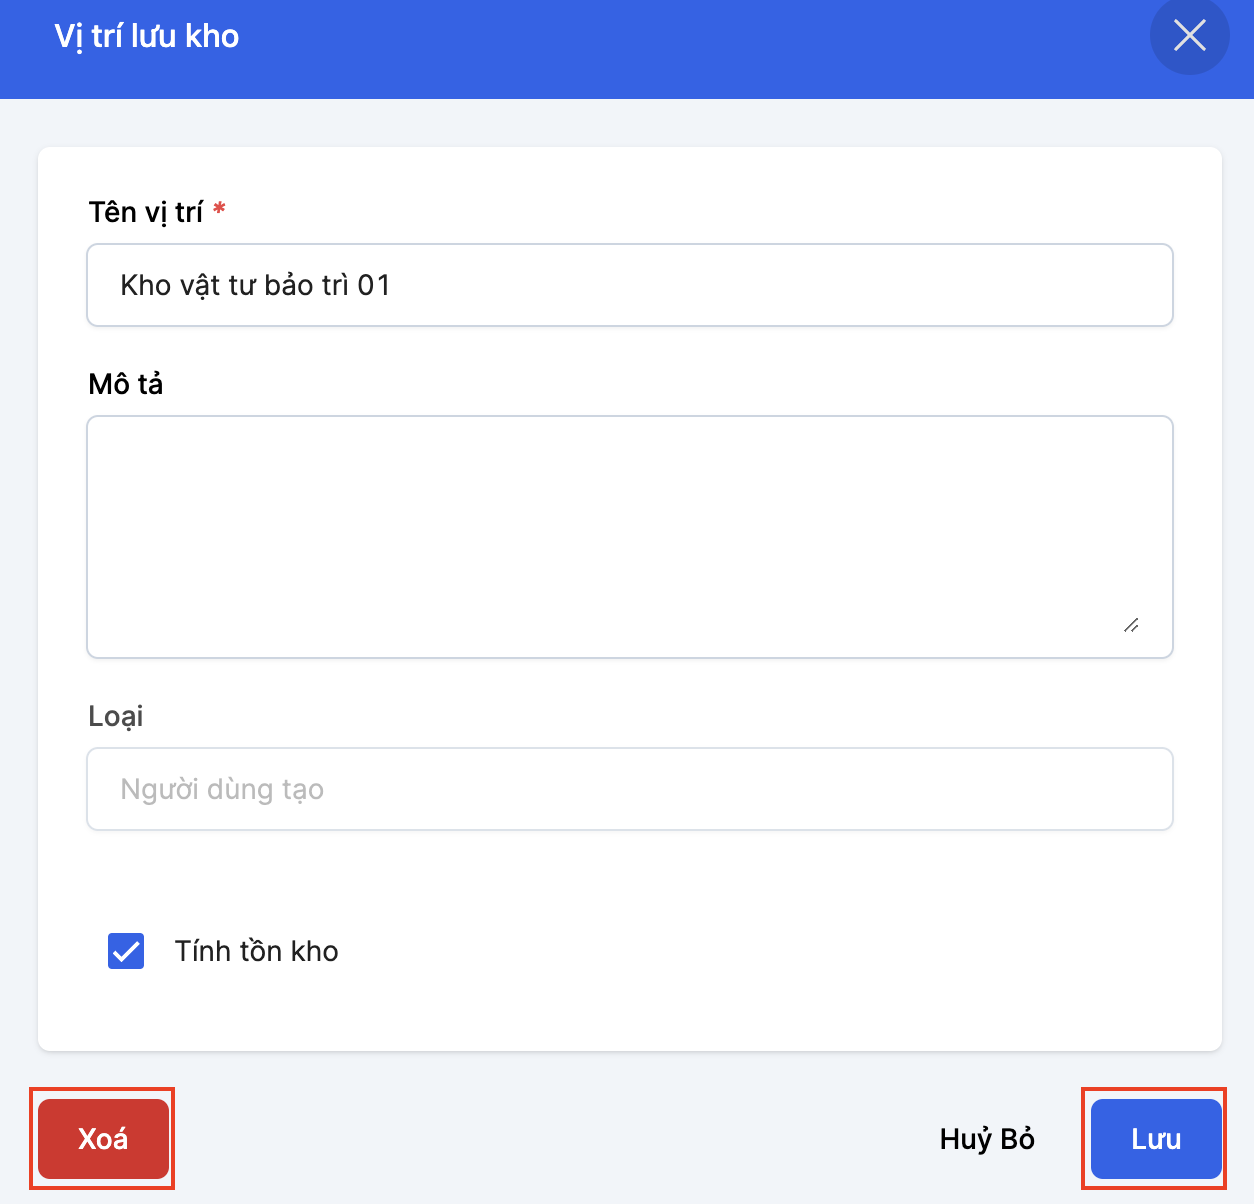 Vị trí lưu kho
Tên vị trí *
Kho vật tư bảo trì 01
Mô tả
Loại
Người dùng tạo
Tính tồn kho
Xoá
Huỷ Bỏ
Lưu